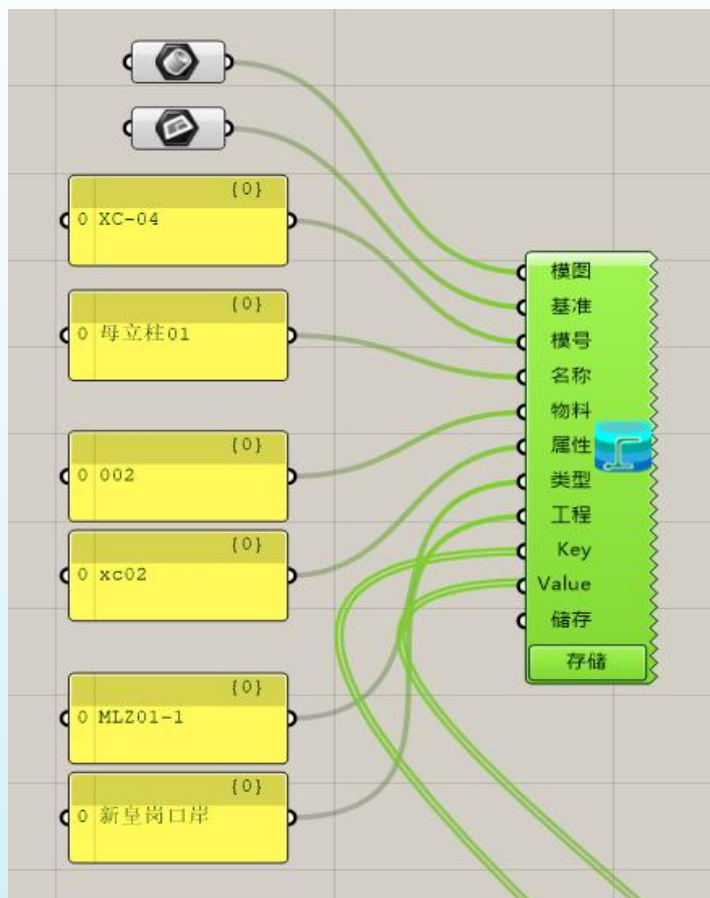 {0}
0 XC-04
{0}
0 母立柱01
{0}
0 002
{0}
0 xc02
{0}
0 MLZ01-1
{0}
0 新皇岗口岸
模图
基准
模号
名称
物料
属性
类型
工程
Key
Value
储存
存储